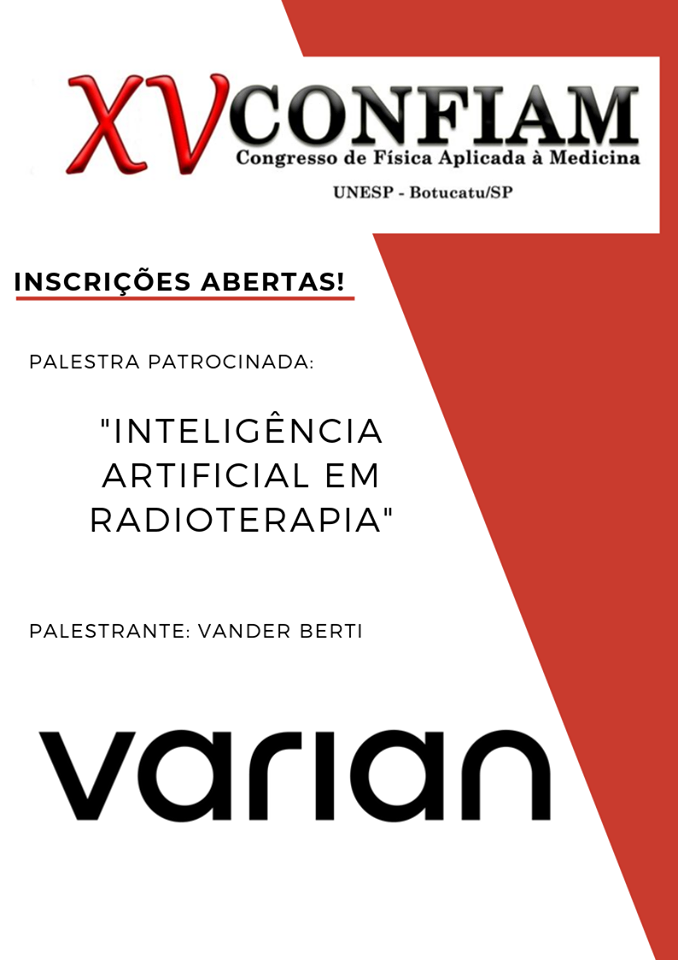 XV CONFIAM
Congresso de Física Aplicada à Medicina
UNESP - Botucatu/SP
INSCRIÇÕES ABERTAS!
PALESTRA PATROCINADA:
"INTELIGÊNCIA
ARTIFICIAL EM
RADIOTERAPIA"
PALESTRANTE: VANDER BERTI
varian